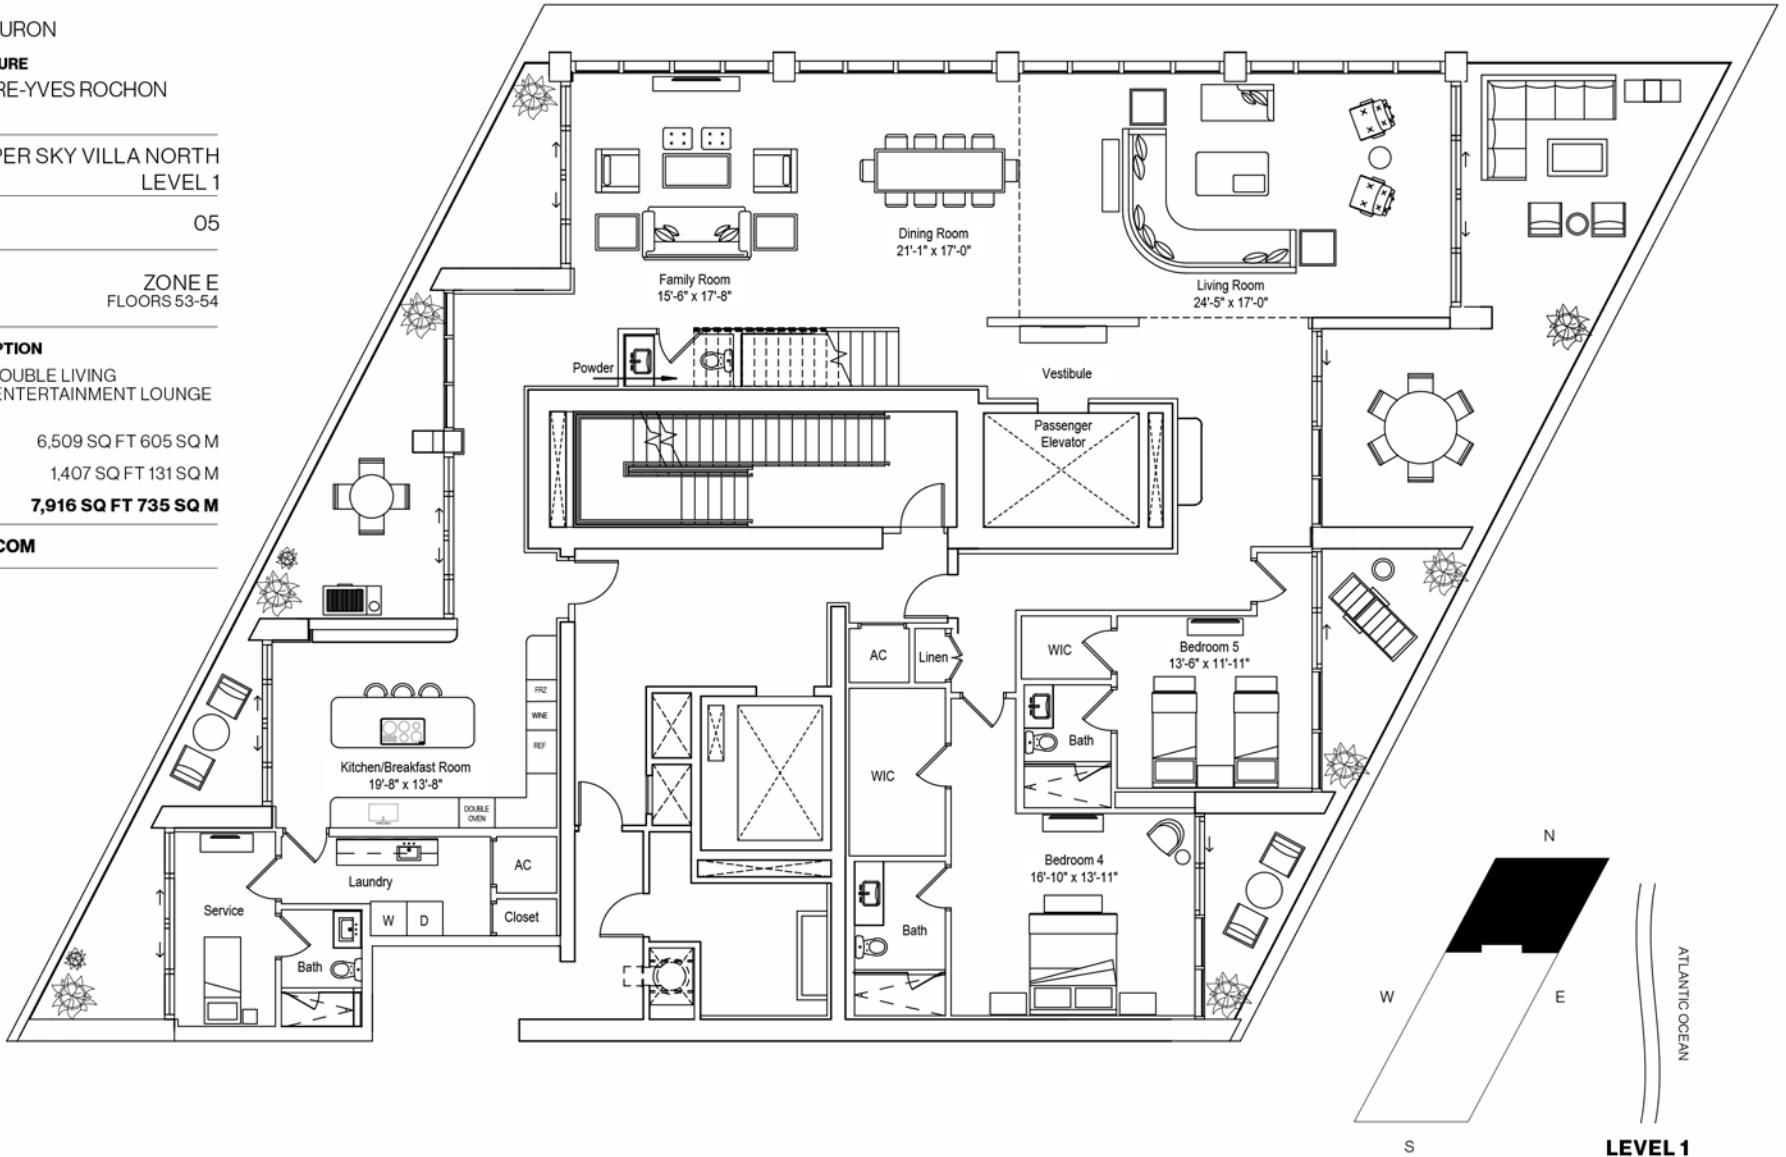 URON
URE
RE-YVES ROCHON
PER SKY VILLA NORTH
LEVEL 1
05
ZONE E
FLOORS 53-54
PTION
OUBLE LIVING
ENTERTAINMENT LOUNGE
6,509 SQ FT 605 SQ M
1,407 SQ FT 131 SQ M
7,916 SQ FT 735 SQ M
COM
Family Room
15'-6" x 17'-8"
Dining Room
21'-1" x 17'-0"
Living Room
24'-5" x 17'-0"
Powder
Vestibule
Passenger
Elevator
AC
Linen
WIC
Bedroom 5
13'-6" x 11'-11"
Bath
WIC
FRZ
WINE
REF
Kitchen/Breakfast Room
19'-8" x 13'-8"
DOUBLE
OVEN
Bedroom 4
16'-10" x 13'-11"
Bath
AC
Laundry
Service
W
D
Closet
Bath
N
W
E
S
ATLANTIC OCEAN
LEVEL 1